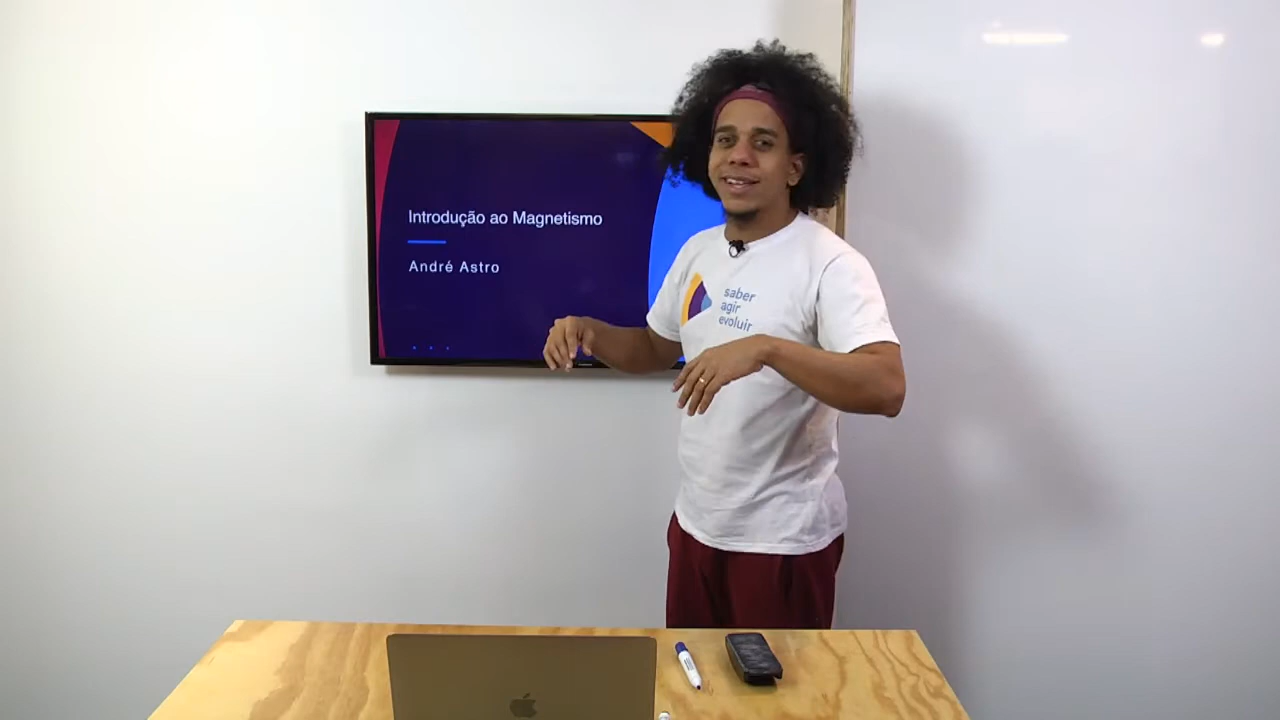 Introdução ao Magnetismo
André Astro
saber
agir
evoluir